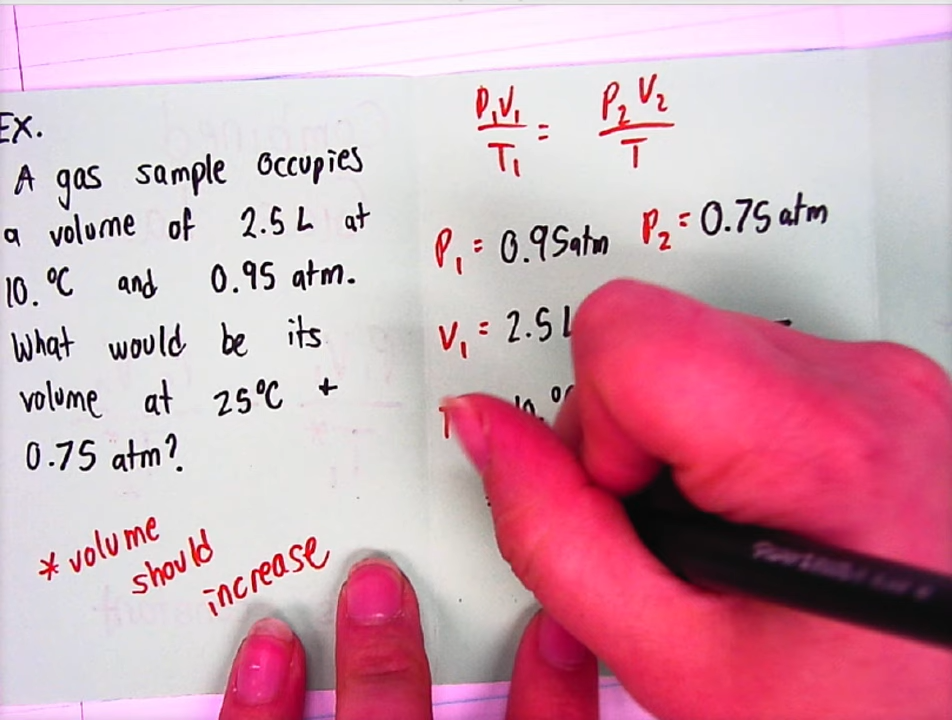 EX.
A gas sample occupies
a volume of 2.5 L at
10. °C and 0.95 atm.
What would be its
volume at 25°C +
0.75 atm?
* volume
should
increase
P₁V₁ / T₁ = P₂V₂ / T
P₁ = 0.95atm P₂ = 0.75 atm
V₁ = 2.5 L
T 10. °C